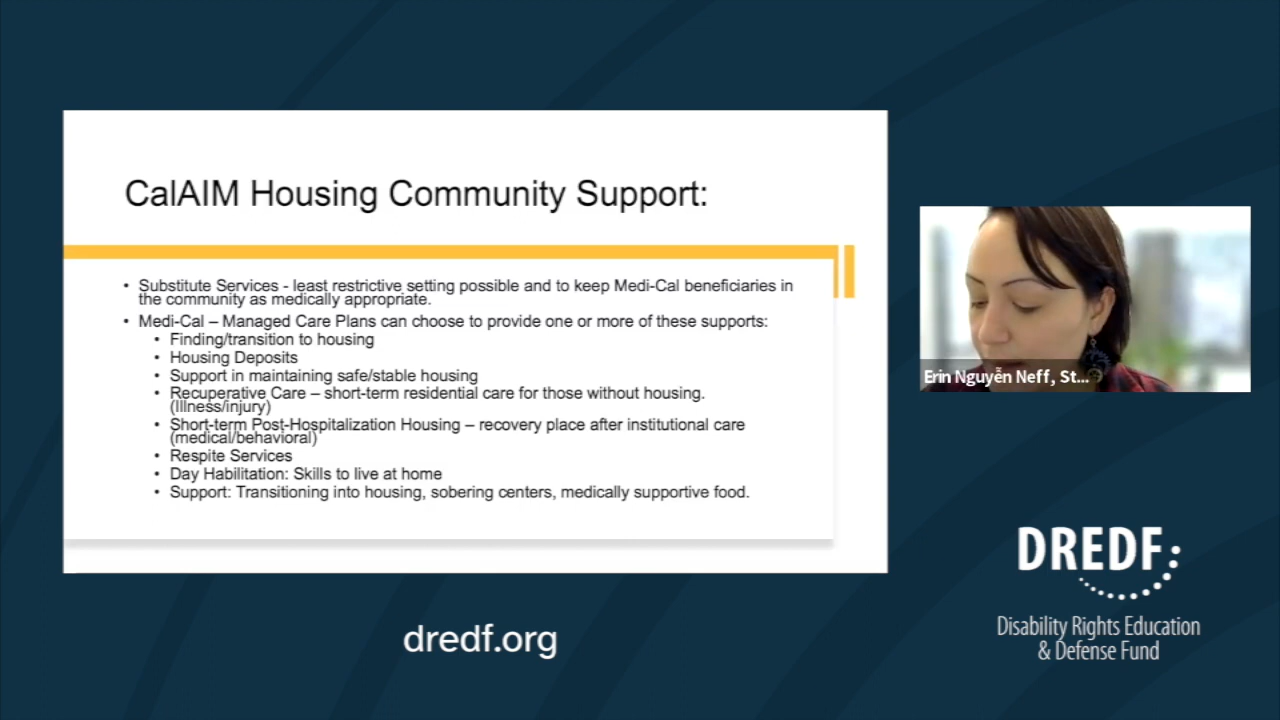 CalAIM Housing Community Support:
• Substitute Services - least restrictive setting possible and to keep Medi-Cal beneficiaries in
the community as medically appropriate.
• Medi-Cal – Managed Care Plans can choose to provide one or more of these supports:
• Finding/transition to housing
• Housing Deposits
• Support in maintaining safe/stable housing
• Recuperative Care – short-term residential care for those without housing.
(Illness/injury)
• Short-term Post-Hospitalization Housing – recovery place after institutional care
(medical/behavioral)
• Respite Services
• Day Habilitation: Skills to live at home
• Support: Transitioning into housing, sobering centers, medically supportive food.
Erin Nguyễn Neff, St...
dredf.org
DREDF
Disability Rights Education
& Defense Fund